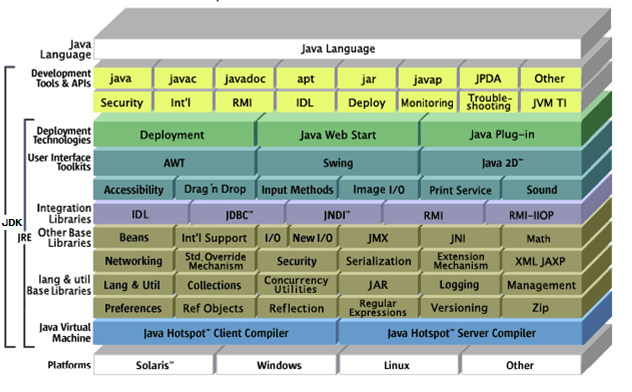 Java Language
Java Language
Development Tools & APIs
java javac javadoc apt jar javap JPDA Other
Security Int'l RMI IDL Deploy Monitoring Trouble-shooting JVM TI
Deployment Technologies
Deployment Java Web Start Java Plug-in
User Interface Toolkits
AWT Swing Java 2D™
Accessibility Drag'n Drop Input Methods Image I/O Print Service Sound
Integration Libraries
IDL JDBC™ JNDI™ RMI RMI-IIOP
JDK
JRE
Other Base Libraries
Beans Int'l Support I/O New I/O JMX JNI Math
Networking Std. Override Mechanism Security Serialization Extension Mechanism XML JAXP
lang & util Base Libraries
Lang & Util Collections Concurrency Utilities JAR Logging Management
Preferences Ref Objects Reflection Regular Expressions Versioning Zip
Java Virtual Machine
Java Hotspot™ Client Compiler Java Hotspot™ Server Compiler
Platforms
Solaris™ Windows Linux Other